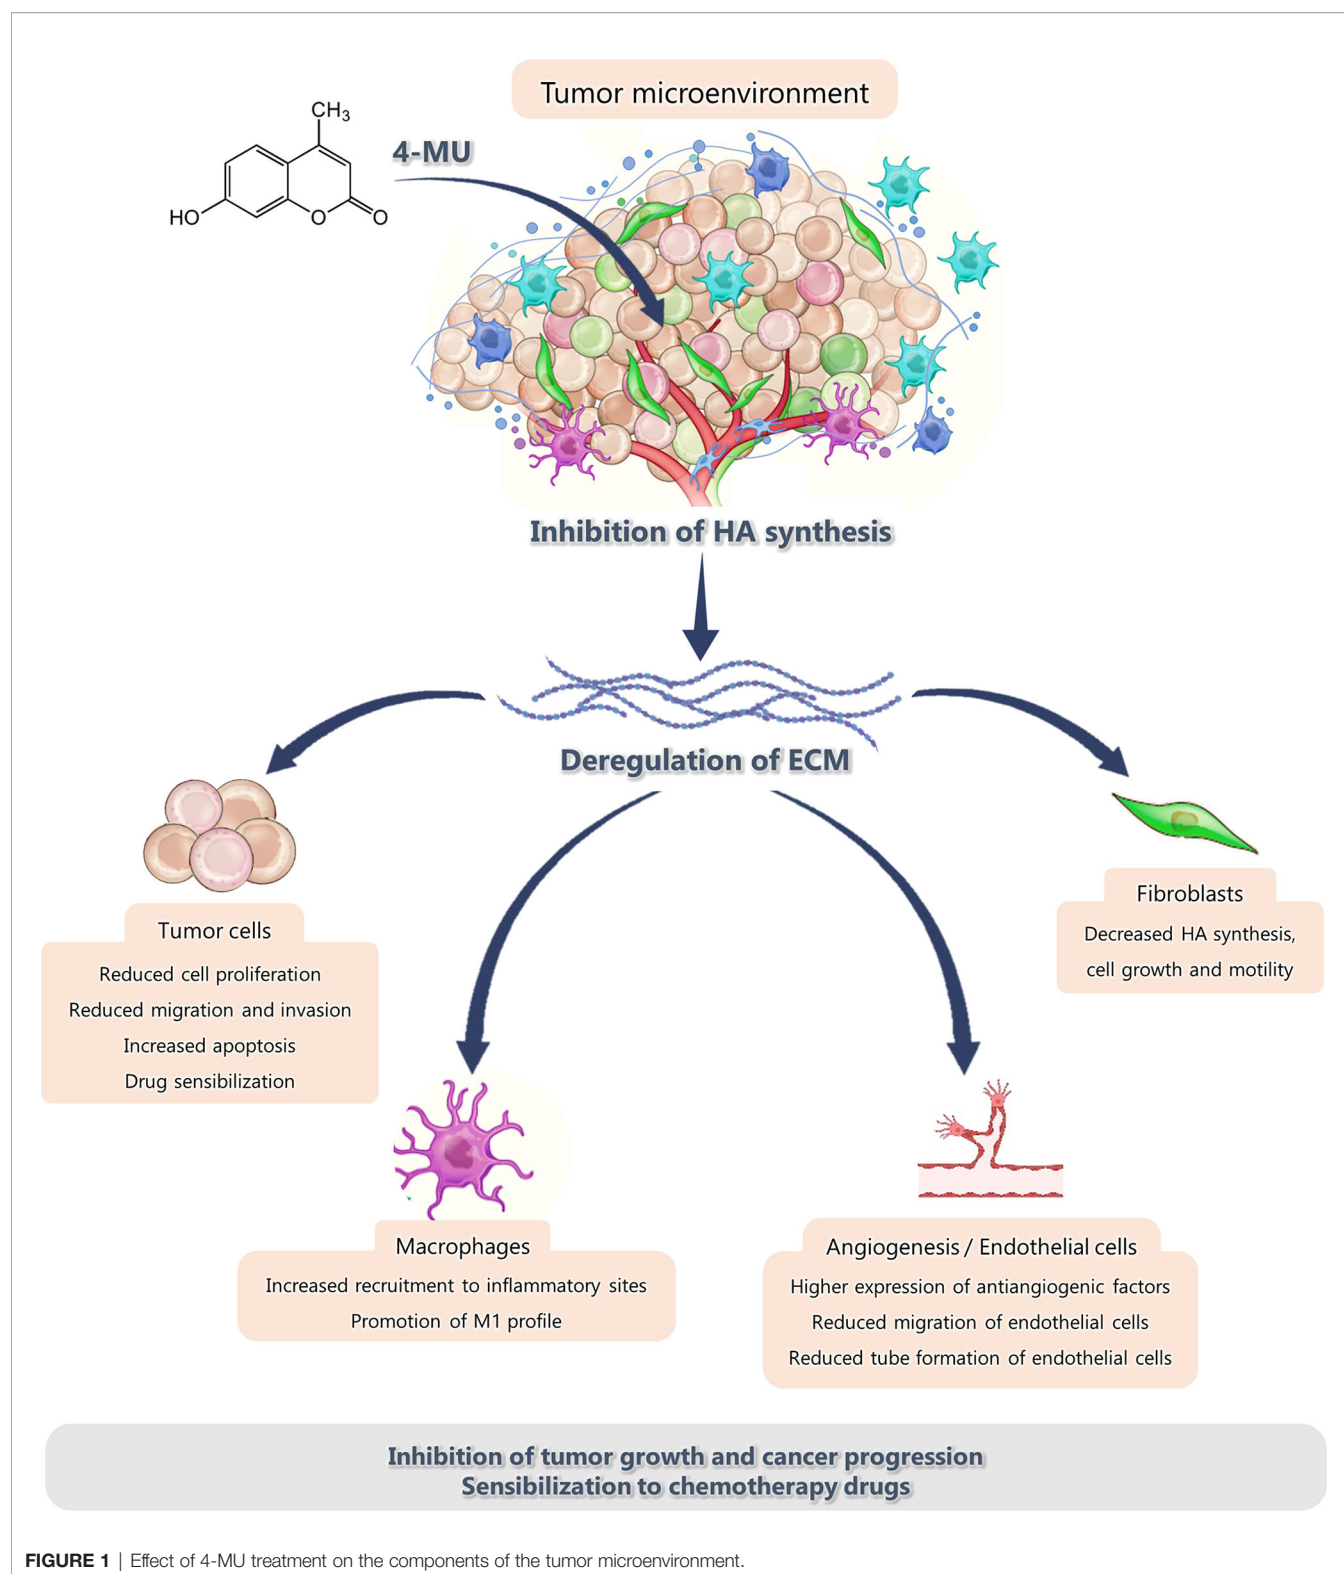 Tumor microenvironment
CH3
4-MU
HO
O
O
Inhibition of HA synthesis
Deregulation of ECM
Tumor cells
Reduced cell proliferation
Reduced migration and invasion
Increased apoptosis
Drug sensibilization
Fibroblasts
Decreased HA synthesis,
cell growth and motility
Macrophages
Increased recruitment to inflammatory sites
Promotion of M1 profile
Angiogenesis / Endothelial cells
Higher expression of antiangiogenic factors
Reduced migration of endothelial cells
Reduced tube formation of endothelial cells
Inhibition of tumor growth and cancer progression
Sensibilization to chemotherapy drugs
FIGURE 1 | Effect of 4-MU treatment on the components of the tumor microenvironment.